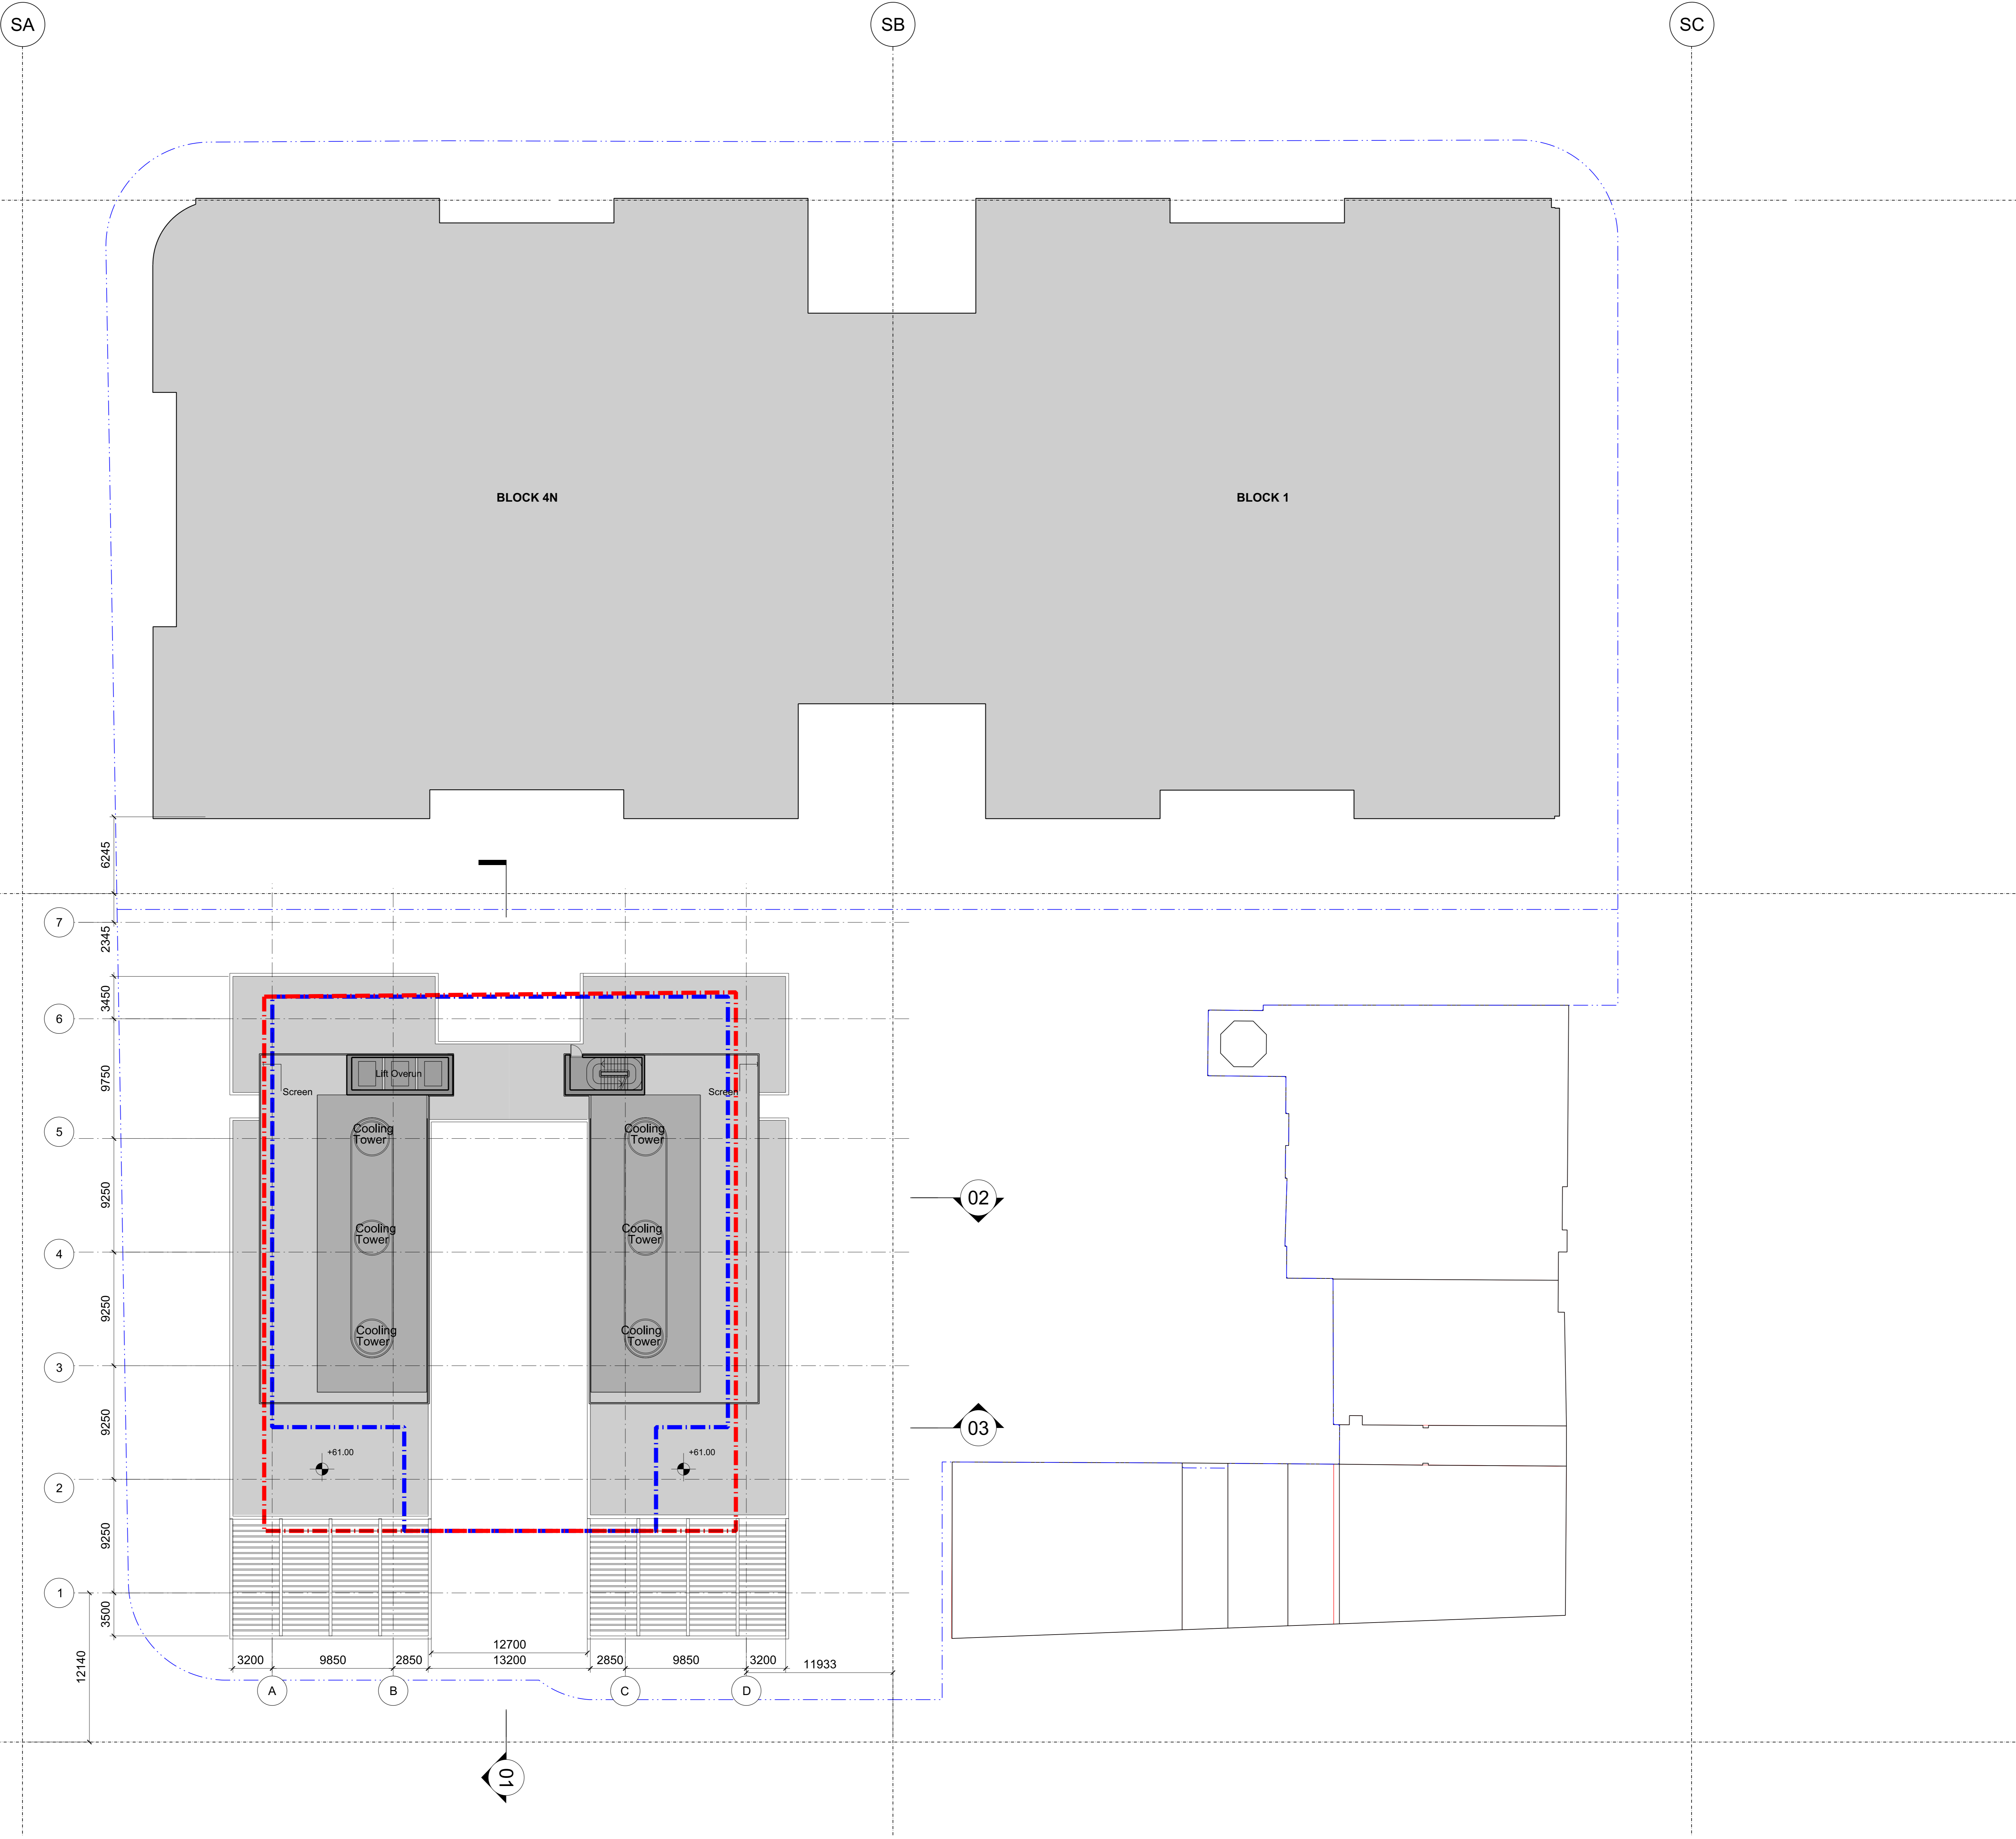 SA
SB
SC
BLOCK 4N
BLOCK 1
6245
7
2345
3450
6
9750
Lift Overun
Screen
Screen
5
Cooling
Tower
Cooling
Tower
9250
02
4
Cooling
Tower
Cooling
Tower
9250
3
Cooling
Tower
Cooling
Tower
9250
03
+61.00
+61.00
2
9250
1
3500
12140
12700
3200
9850
2850
13200
2850
9850
3200
11933
A
B
C
D
01